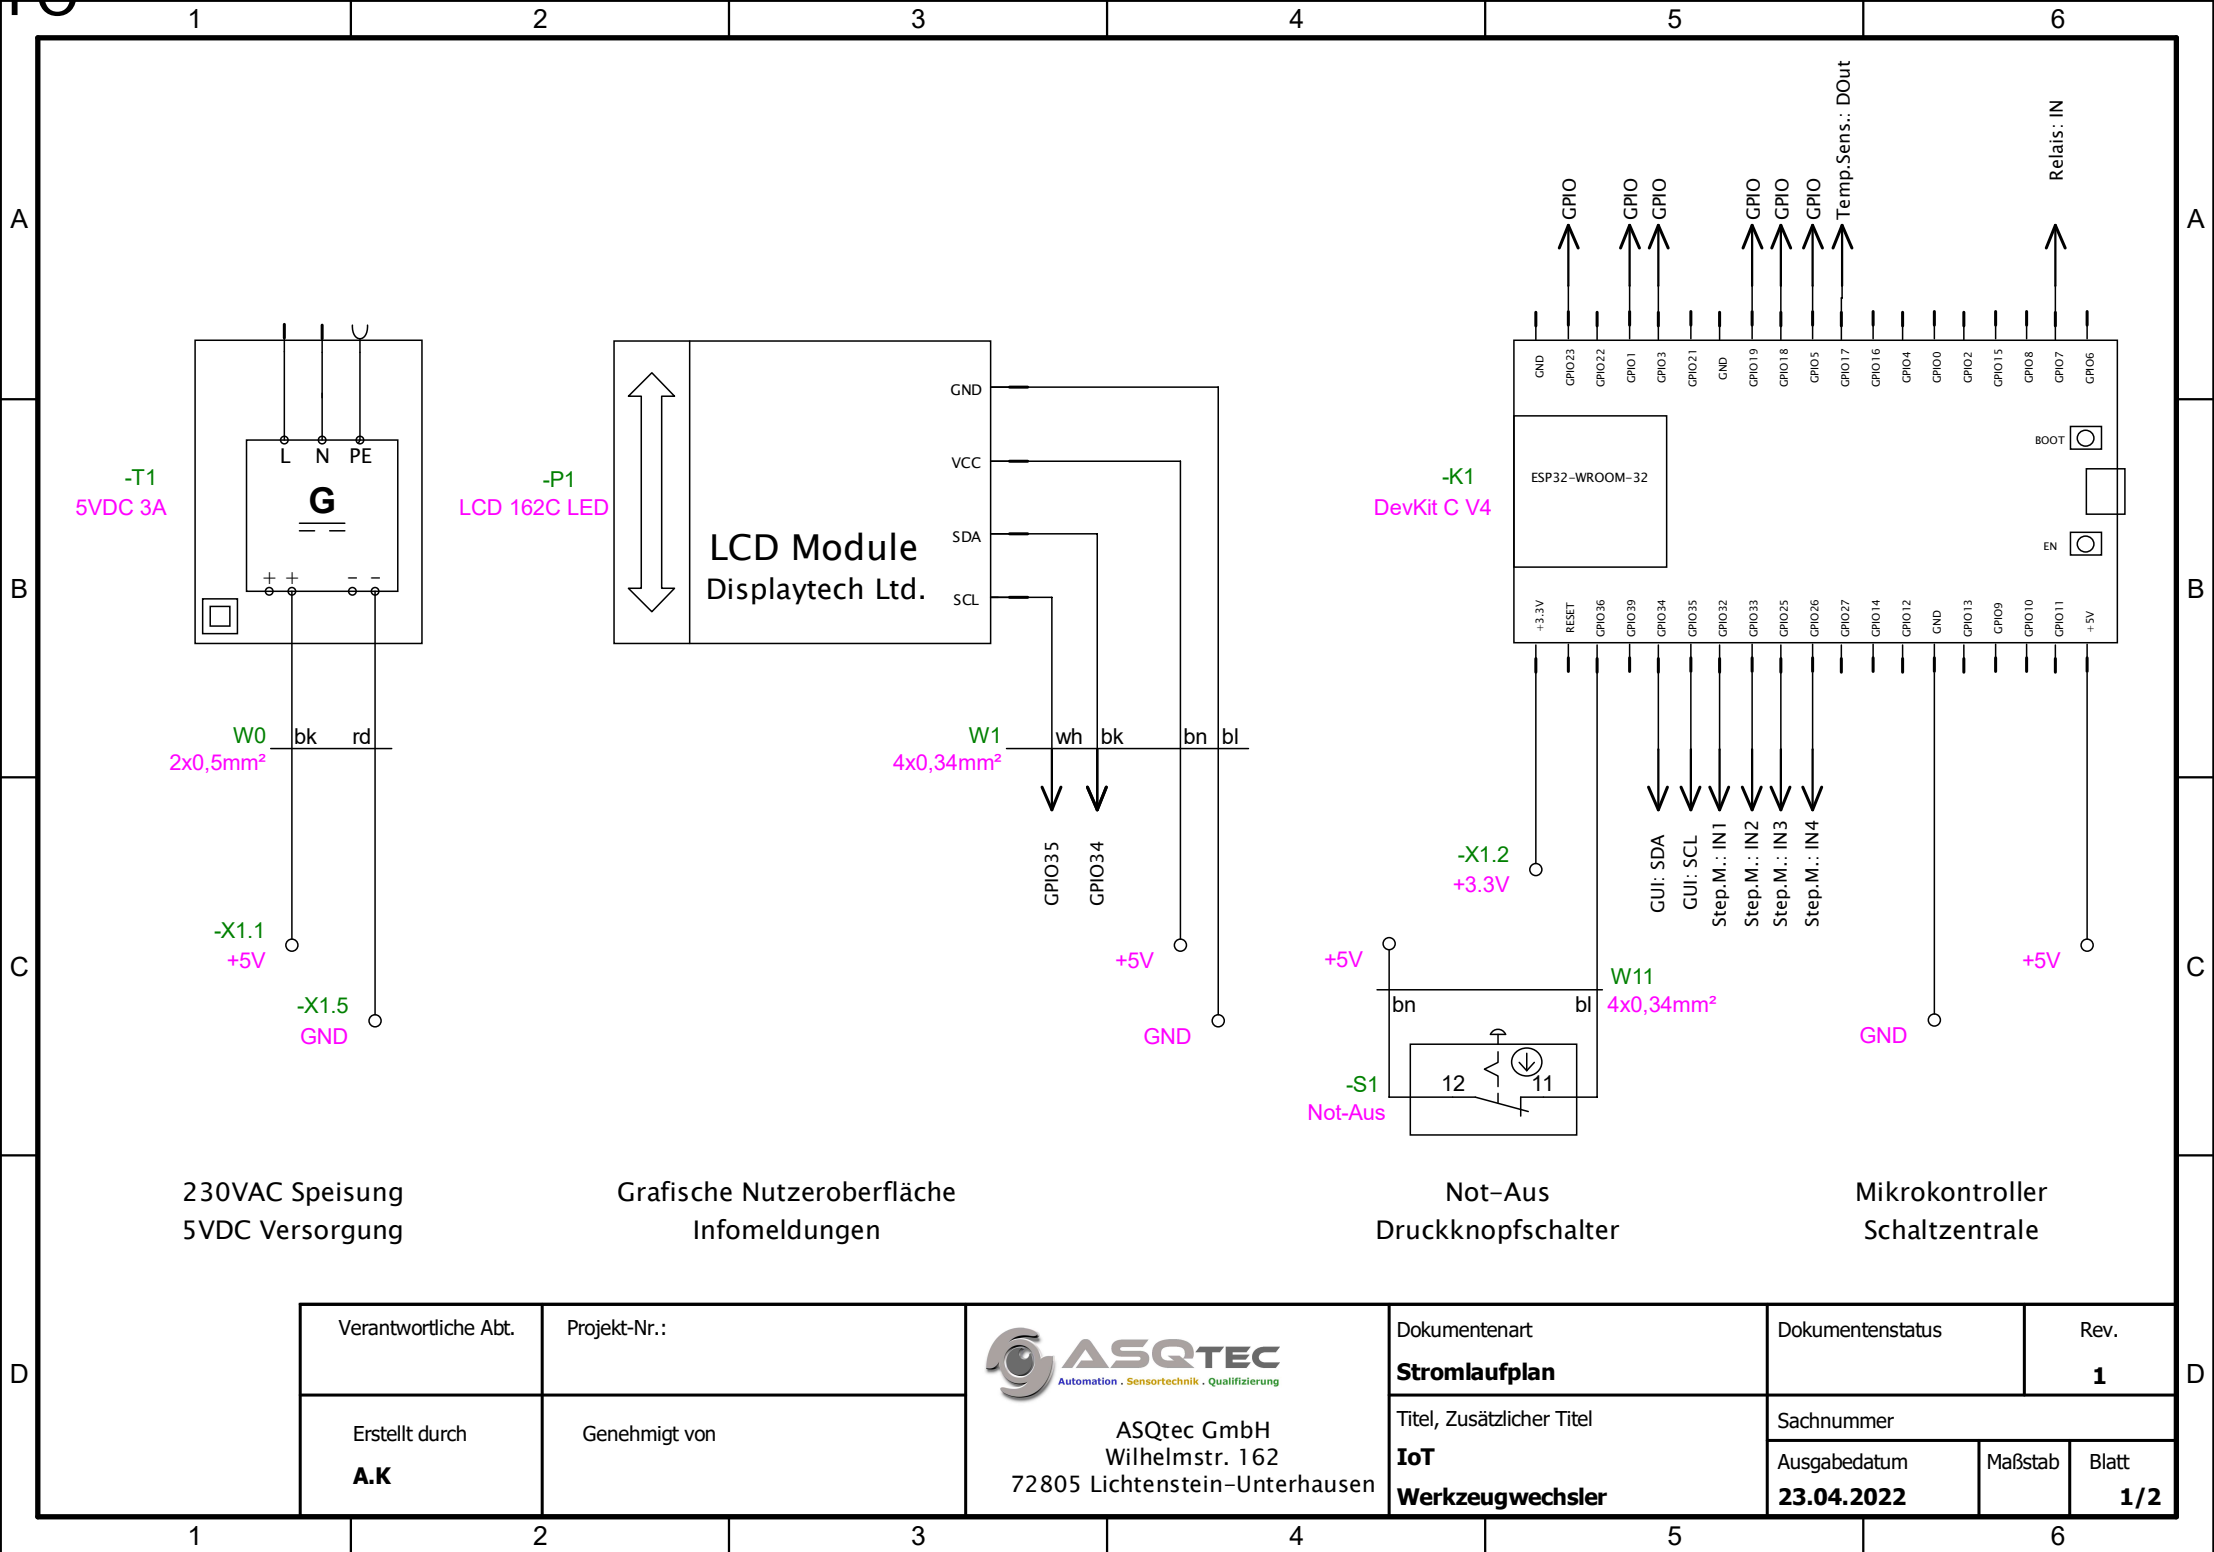 1 2 3 4 5 6
A A
B B
C C
D D
-T1
5VDC 3A
L N PE
G
+ + - -
W0
2x0,5mm²
bk rd
-X1.1
+5V
-X1.5
GND
230VAC Speisung
5VDC Versorgung
-P1
LCD 162C LED
LCD Module
Displaytech Ltd.
GND
VCC
SDA
SCL
W1
4x0,34mm²
wh bk bn bl
GPIO35
GPIO34
+5V
GND
Grafische Nutzeroberfläche
Infomeldungen
GPIO
GPIO
GPIO
GPIO
GPIO
GPIO
Temp.Sens.: DOut
Relais: IN
GND
GPIO23
GPIO22
GPIO1
GPIO3
GPIO21
GND
GPIO19
GPIO18
GPIO5
GPIO17
GPIO16
GPIO4
GPIO0
GPIO2
GPIO15
GPIO8
GPIO7
GPIO6
-K1
DevKit C V4
ESP32-WROOM-32
BOOT
EN
+3.3V
RESET
GPIO36
GPIO39
GPIO34
GPIO35
GPIO32
GPIO33
GPIO25
GPIO26
GPIO27
GPIO14
GPIO12
GND
GPIO13
GPIO9
GPIO10
GPIO11
+5V
-X1.2
+3.3V
GUI: SDA
GUI: SCL
Step.M.: IN1
Step.M.: IN2
Step.M.: IN3
Step.M.: IN4
+5V
W11
4x0,34mm²
bn bl
-S1
Not-Aus
12 11
GND
+5V
Not-Aus
Druckknopfschalter
Mikrokontroller
Schaltzentrale
Verantwortliche Abt.
Projekt-Nr.:
Erstellt durch
A.K
Genehmigt von
ASQTEC
Automation . Sensortechnik . Qualifizierung
ASQtec GmbH
Wilhelmstr. 162
72805 Lichtenstein-Unterhausen
Dokumentenart
Stromlaufplan
Dokumentenstatus
Rev.
1
Titel, Zusätzlicher Titel
IoT
Werkzeugwechsler
Sachnummer
Ausgabedatum
23.04.2022
Maßstab
Blatt
1/2
1 2 3 4 5 6